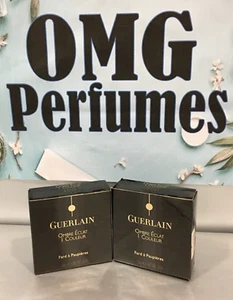 OMG
Perfumes
GUERLAIN
OMBRE ÉCLAT
1 COULEUR
Fard à Paupières
GUERLAIN
OMBRE ÉCLAT
1 COULEUR
Fard à Paupières